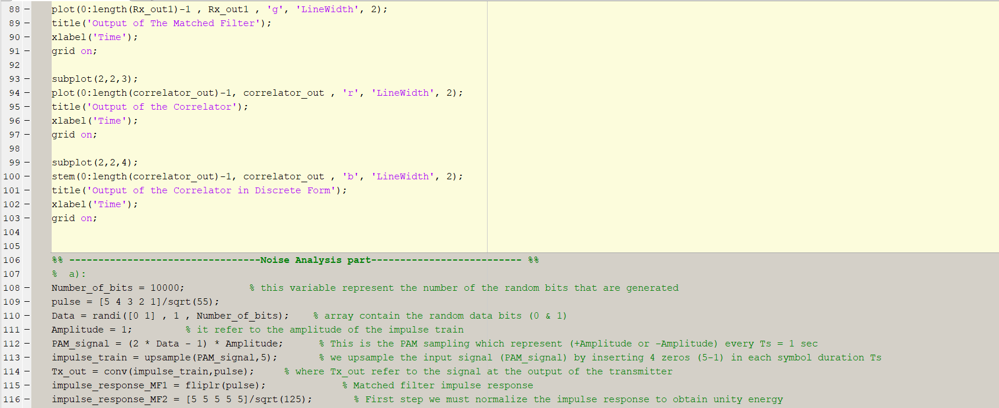 88 – plot(0:length(Rx_out1)-1 , Rx_out1 , 'g', 'LineWidth', 2);
89 – title('Output of The Matched Filter');
90 – xlabel('Time');
91 – grid on;
92
93 – subplot(2,2,3);
94 – plot(0:length(correlator_out)-1, correlator_out , 'r', 'LineWidth', 2);
95 – title('Output of the Correlator');
96 – xlabel('Time');
97 – grid on;
98
99 – subplot(2,2,4);
100 – stem(0:length(correlator_out)-1, correlator_out , 'b', 'LineWidth', 2);
101 – title('Output of the Correlator in Discrete Form');
102 – xlabel('Time');
103 – grid on;
104
105
106 %% ---------------------------------Noise Analysis part-------------------------- %%
107 % a):
108 – Number_of_bits = 10000; % this variable represent the number of the random bits that are generated
109 – pulse = [5 4 3 2 1]/sqrt(55);
110 – Data = randi([0 1] , 1 , Number_of_bits); % array contain the random data bits (0 & 1)
111 – Amplitude = 1; % it refer to the amplitude of the impulse train
112 – PAM_signal = (2 * Data - 1) * Amplitude; % This is the PAM sampling which represent (+Amplitude or -Amplitude) every Ts = 1 sec
113 – impulse_train = upsample(PAM_signal,5); % we upsample the input signal (PAM_signal) by inserting 4 zeros (5-1) in each symbol duration Ts
114 – Tx_out = conv(impulse_train,pulse); % where Tx_out refer to the signal at the output of the transmitter
115 – impulse_response_MF1 = fliplr(pulse); % Matched filter impulse response
116 – impulse_response_MF2 = [5 5 5 5 5]/sqrt(125); % First step we must normalize the impulse response to obtain unity energy